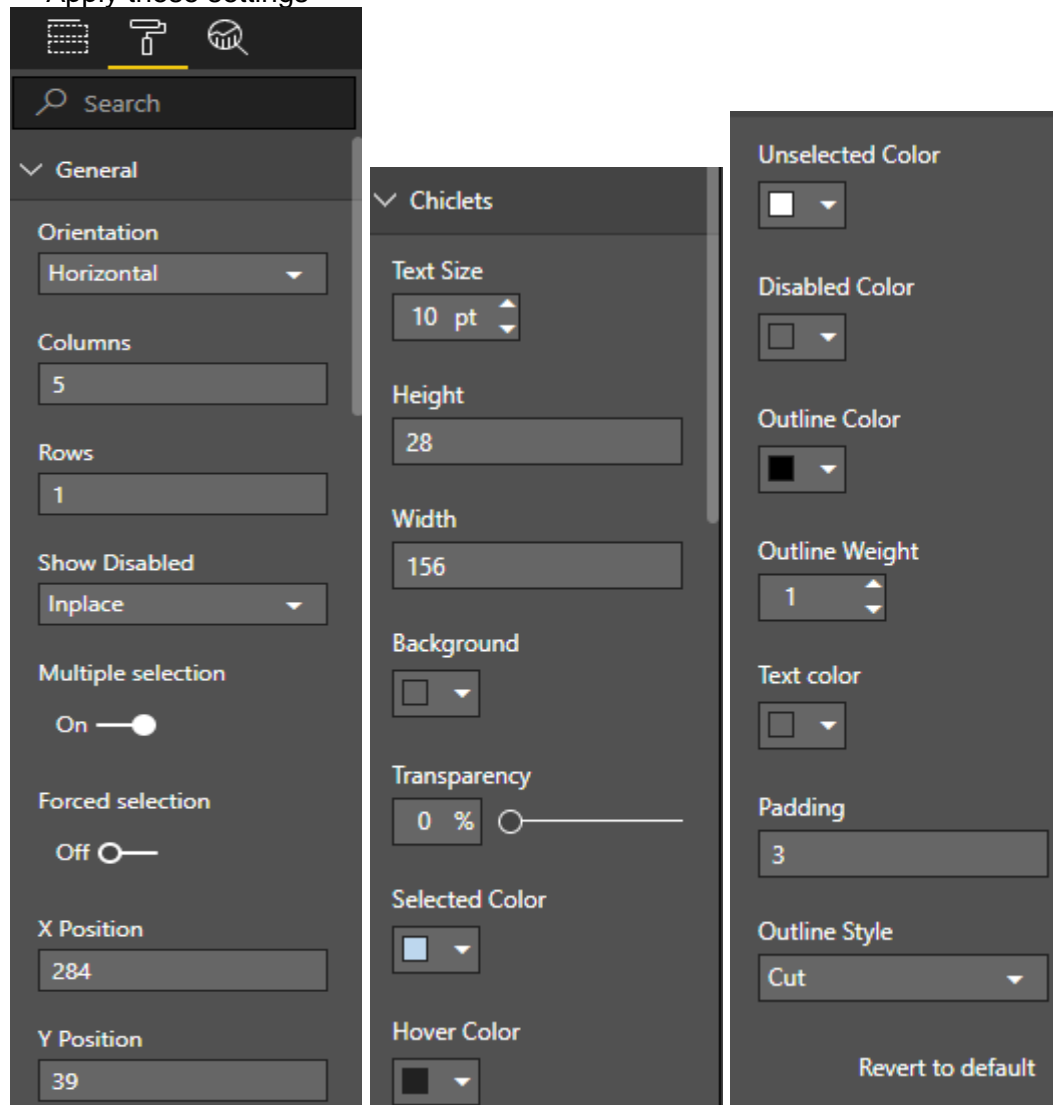 Apply these settings
Search
General
Orientation
Horizontal
Columns
5
Rows
1
Show Disabled
Inplace
Multiple selection
On
Forced selection
Off
X Position
284
Y Position
39
Chiclets
Text Size
10 pt
Height
28
Width
156
Background
Transparency
0 %
Selected Color
Hover Color
Unselected Color
Disabled Color
Outline Color
Outline Weight
1
Text color
Padding
3
Outline Style
Cut
Revert to default